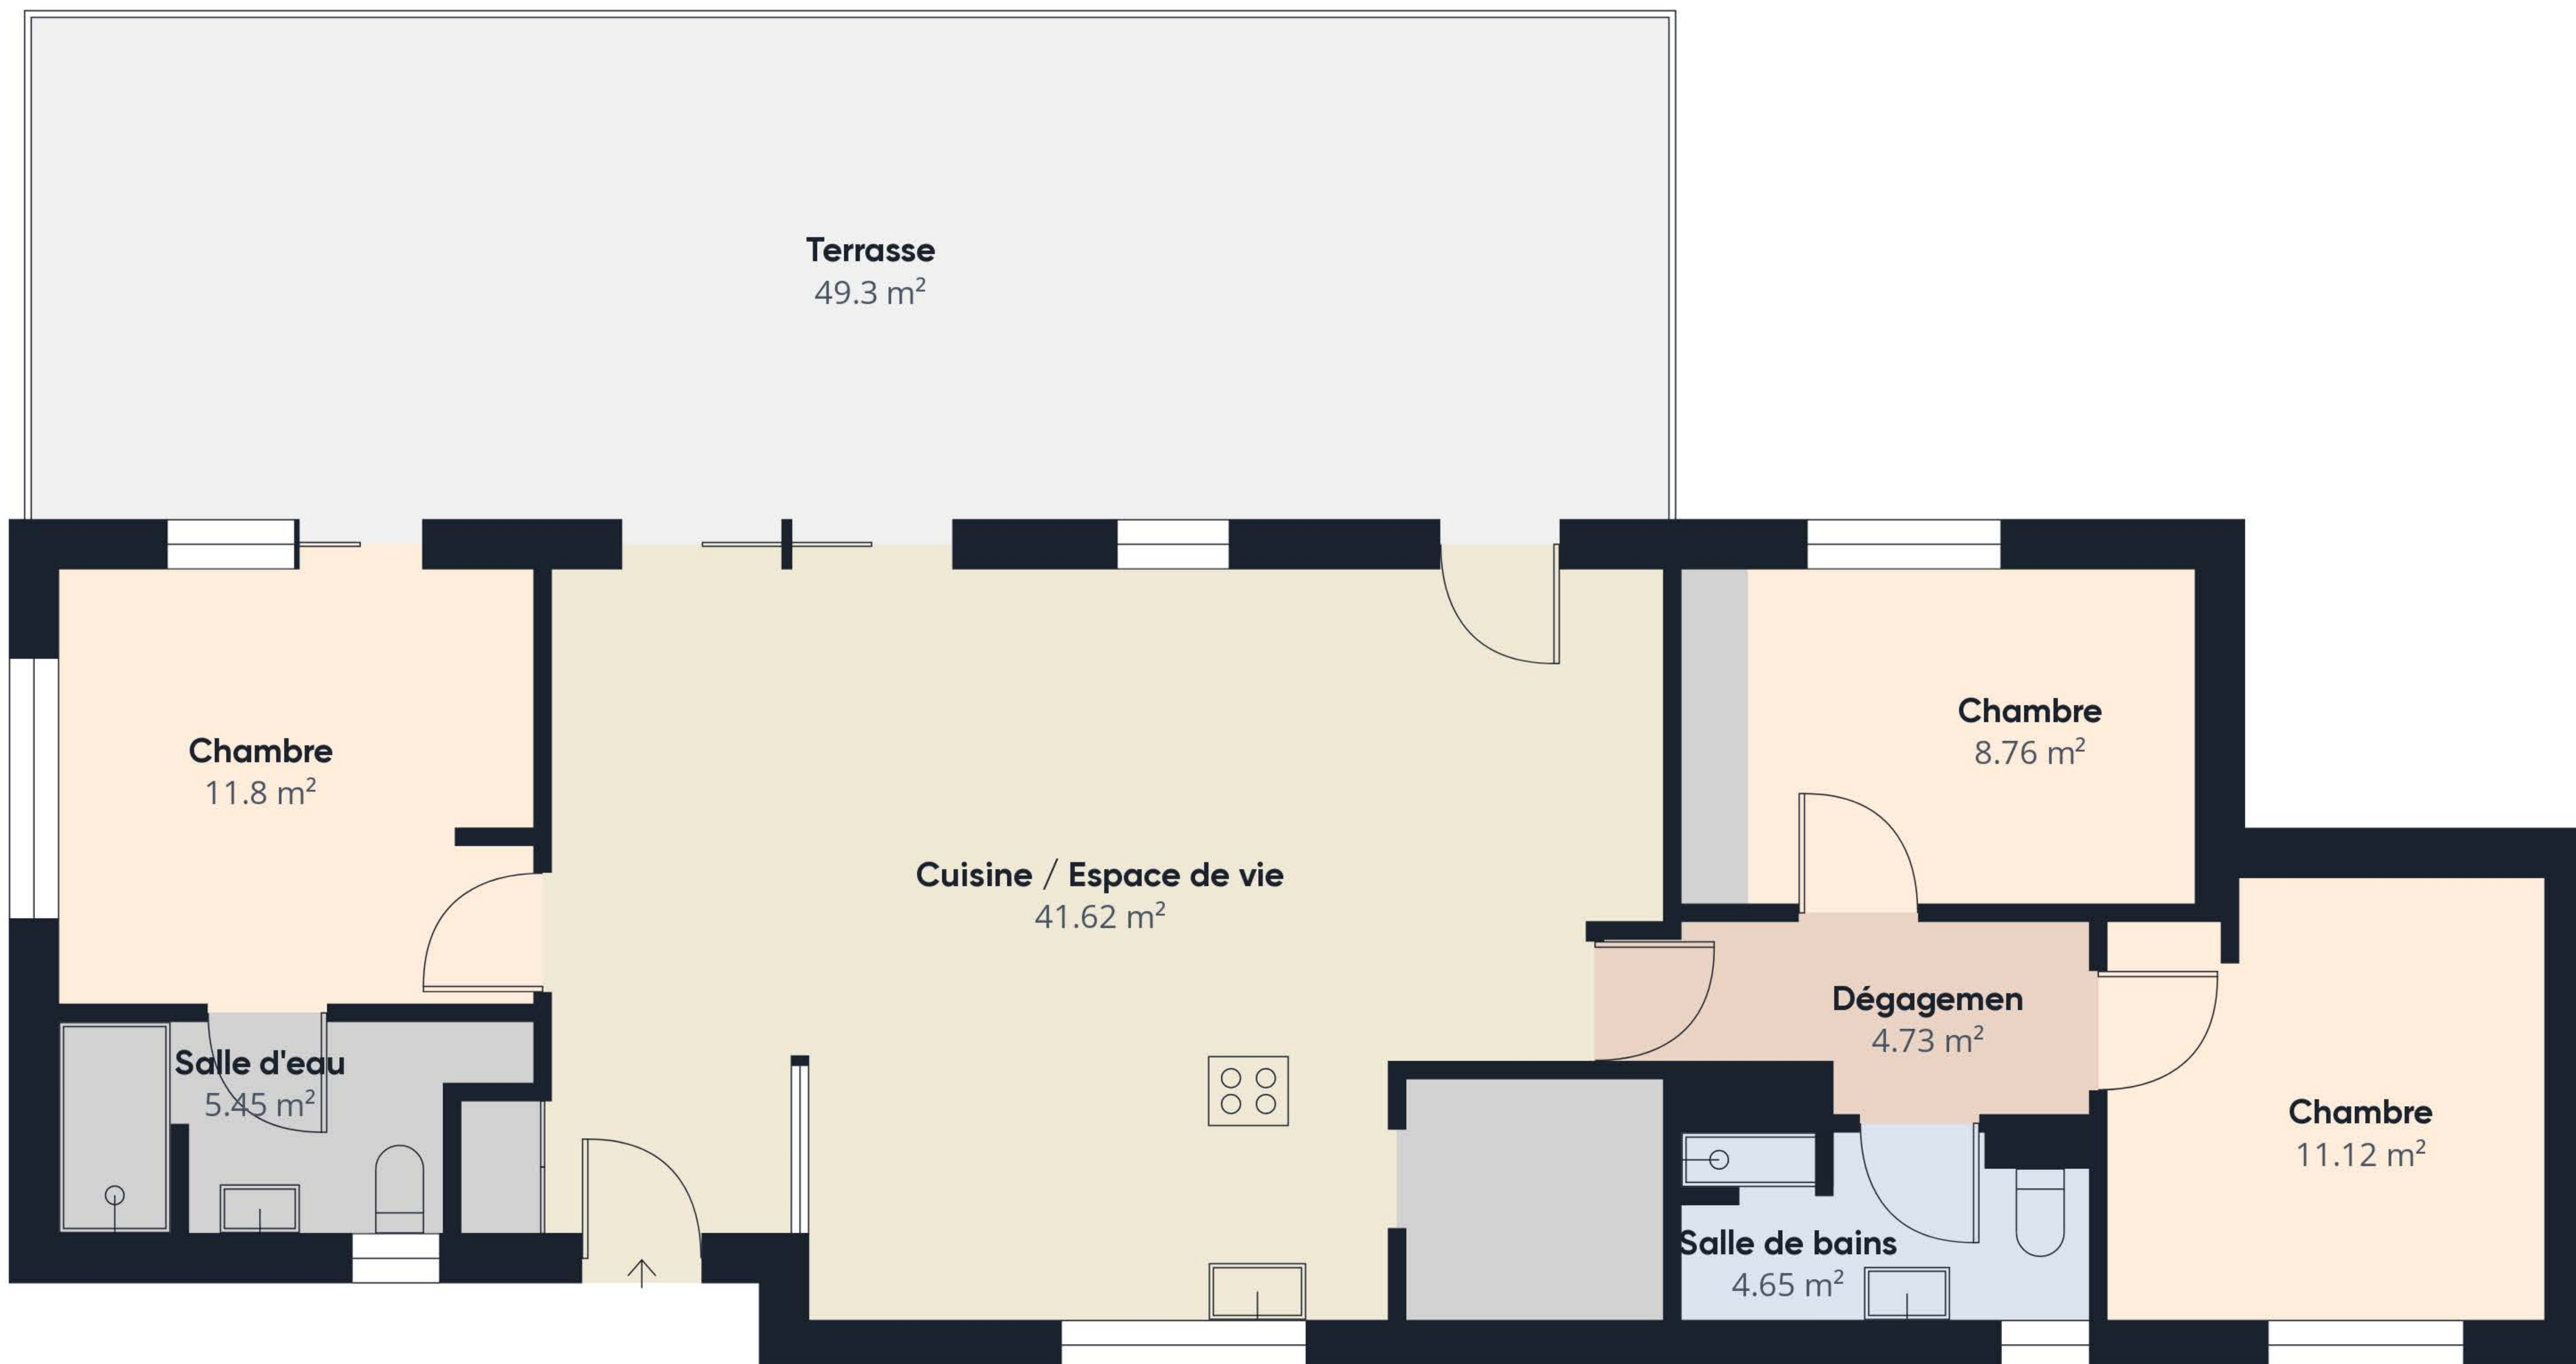 Terrasse
49.3 m²
Chambre
11.8 m²
Chambre
8.76 m²
Cuisine / Espace de vie
41.62 m²
Dégagemen
4.73 m²
Salle d'eau
5.45 m²
Chambre
11.12 m²
Salle de bains
4.65 m²